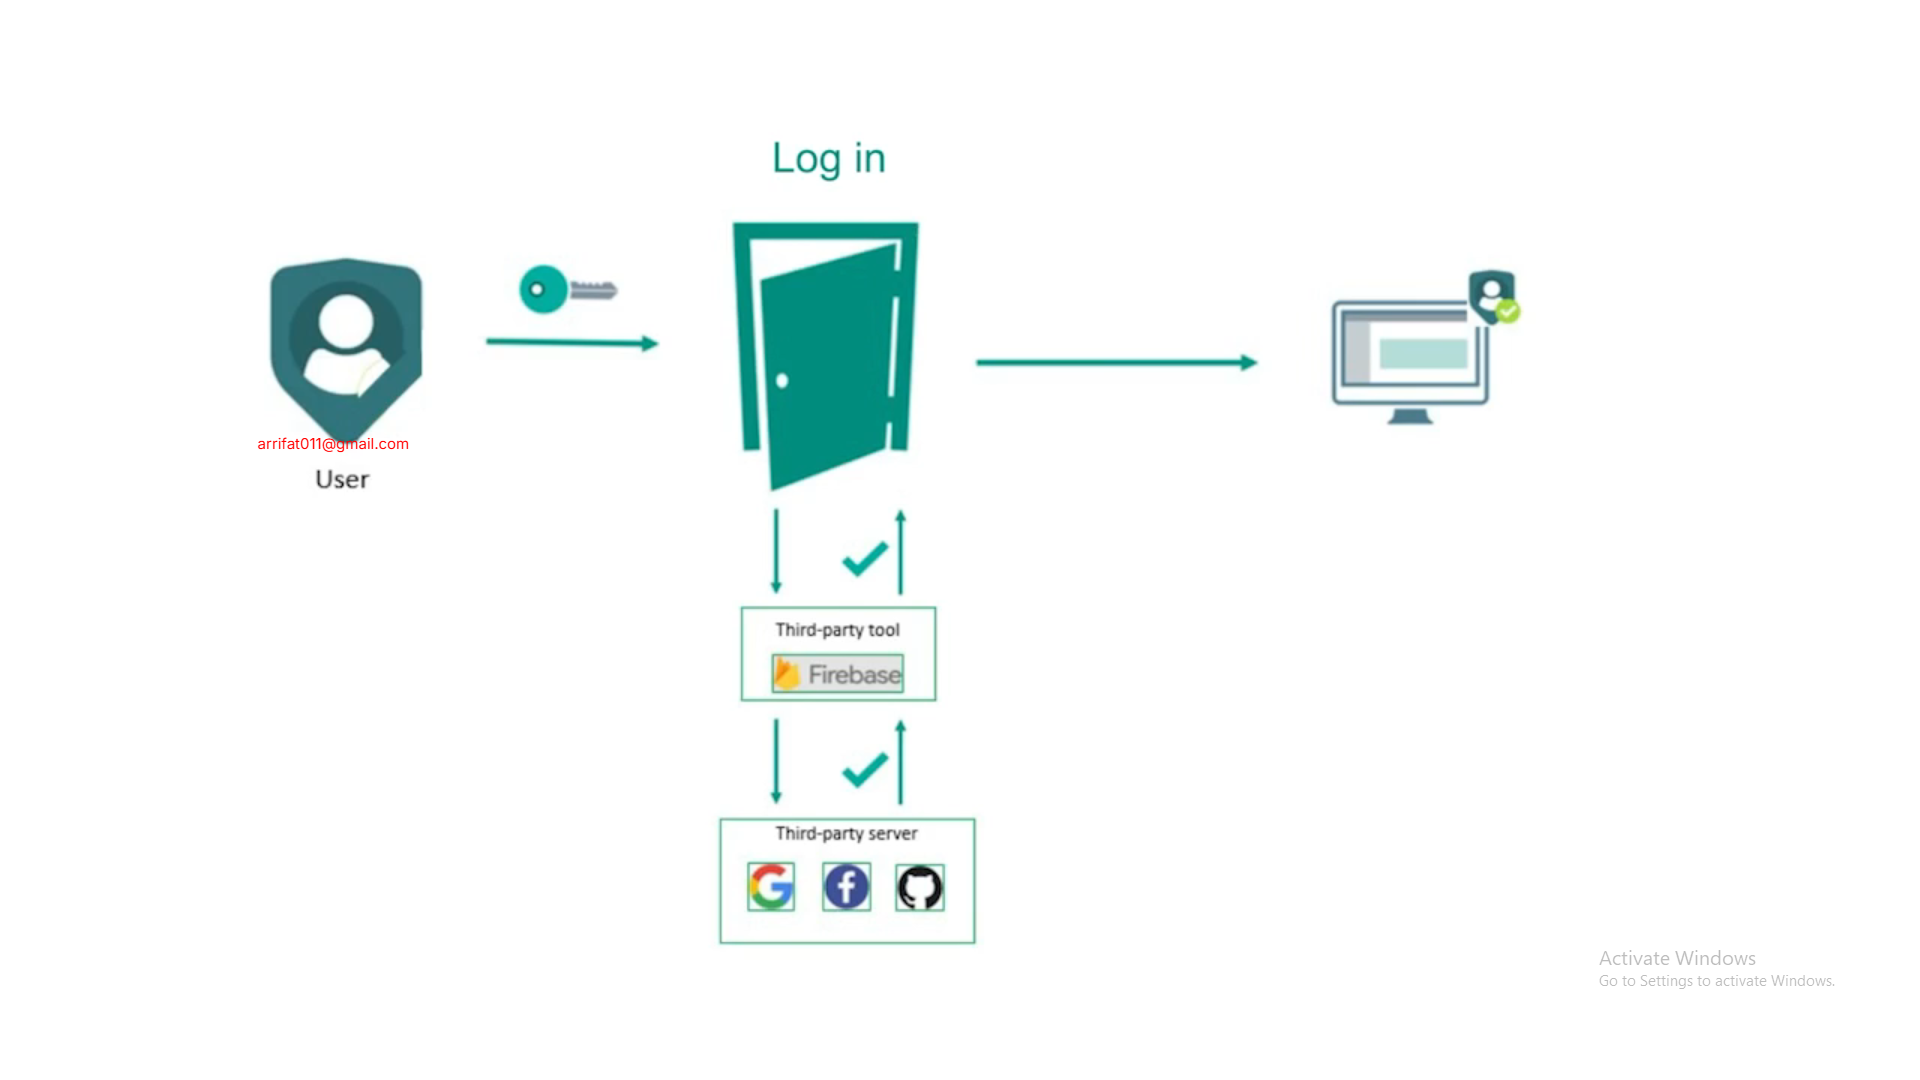 Log in
arrifat011@gmail.com
User
Third-party tool
Firebase
Third-party server
Activate Windows
Go to Settings to activate Windows.